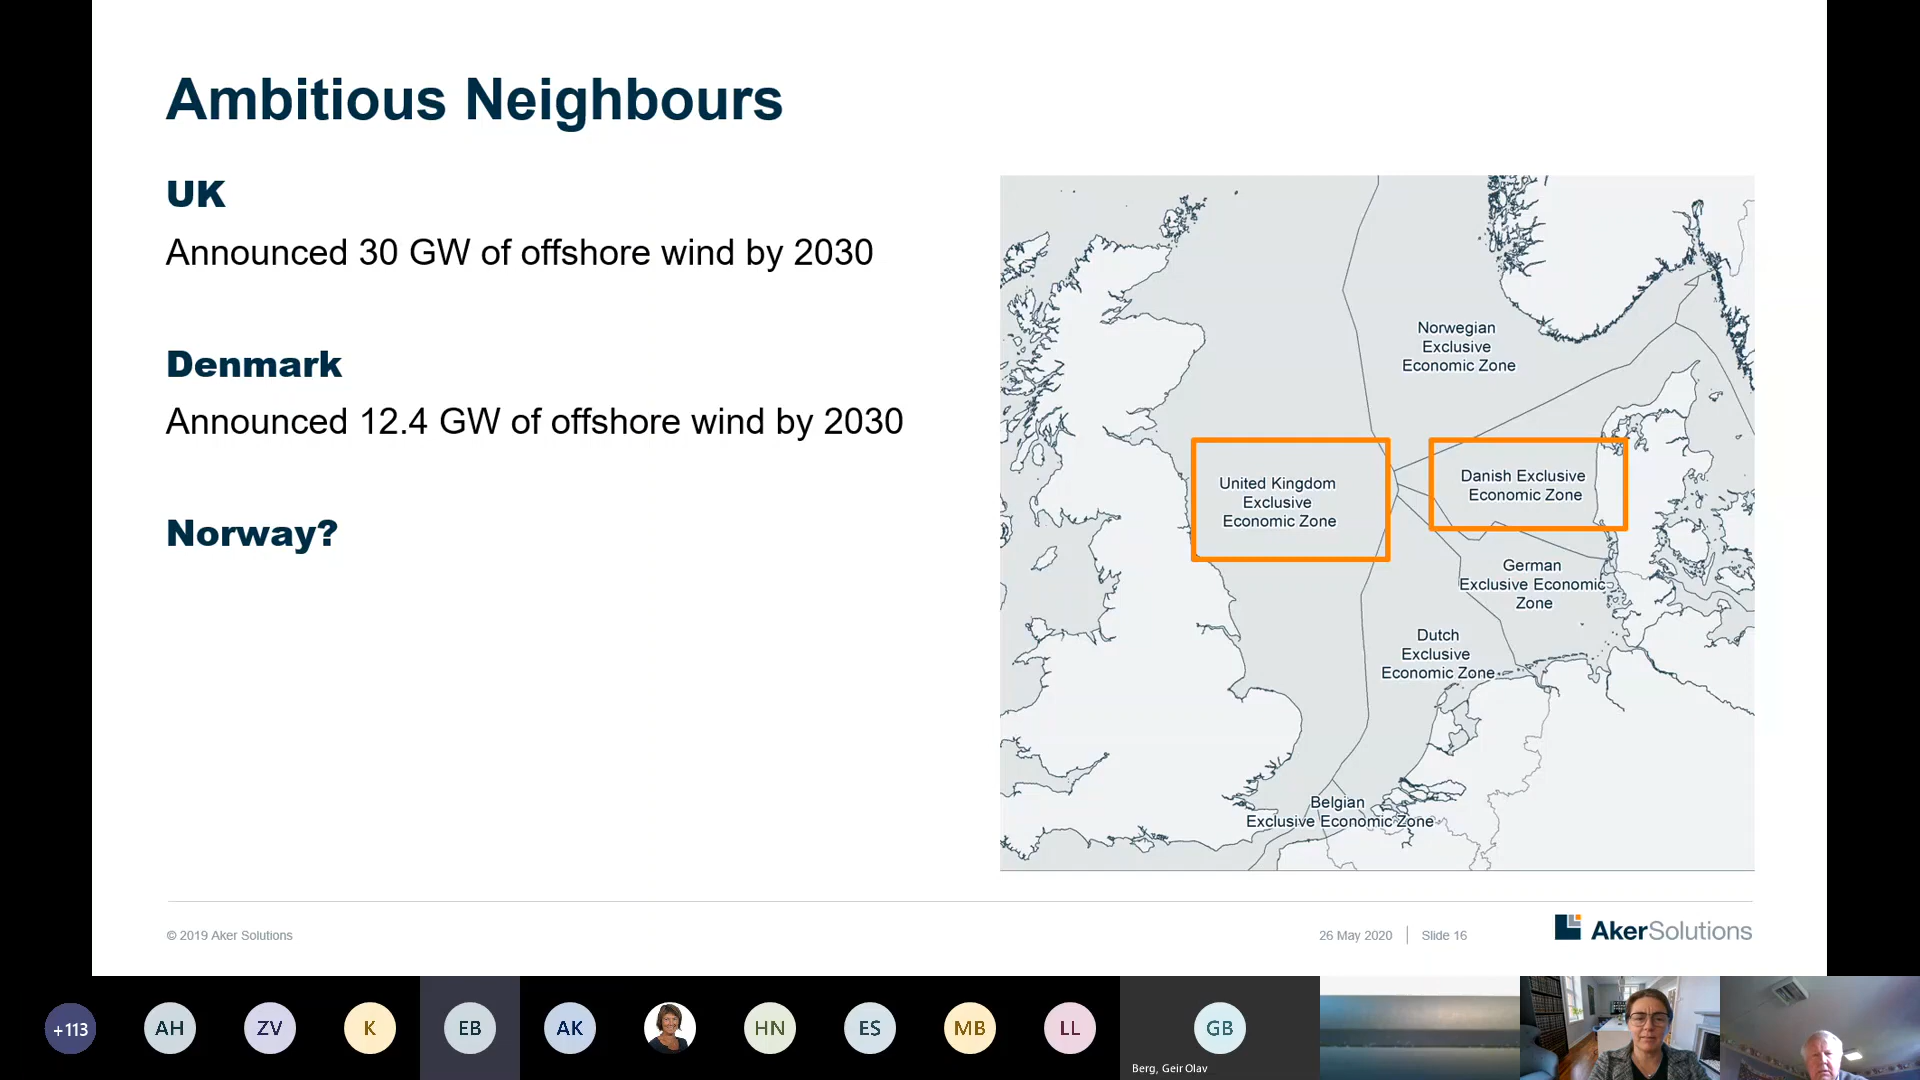 Ambitious Neighbours
UK
Announced 30 GW of offshore wind by 2030
Denmark
Announced 12.4 GW of offshore wind by 2030
Norway?
Norwegian
Exclusive
Economic Zone
United Kingdom
Exclusive
Economic Zone
Danish Exclusive
Economic Zone
German
Exclusive Economic
Zone
Dutch
Exclusive
Economic Zone
Belgian
Exclusive Economic Zone
© 2019 Aker Solutions
26 May 2020
Slide 16
AkerSolutions
+113
AH
ZV
K
EB
AK
HN
ES
MB
LL
GB
Berg, Geir Olav